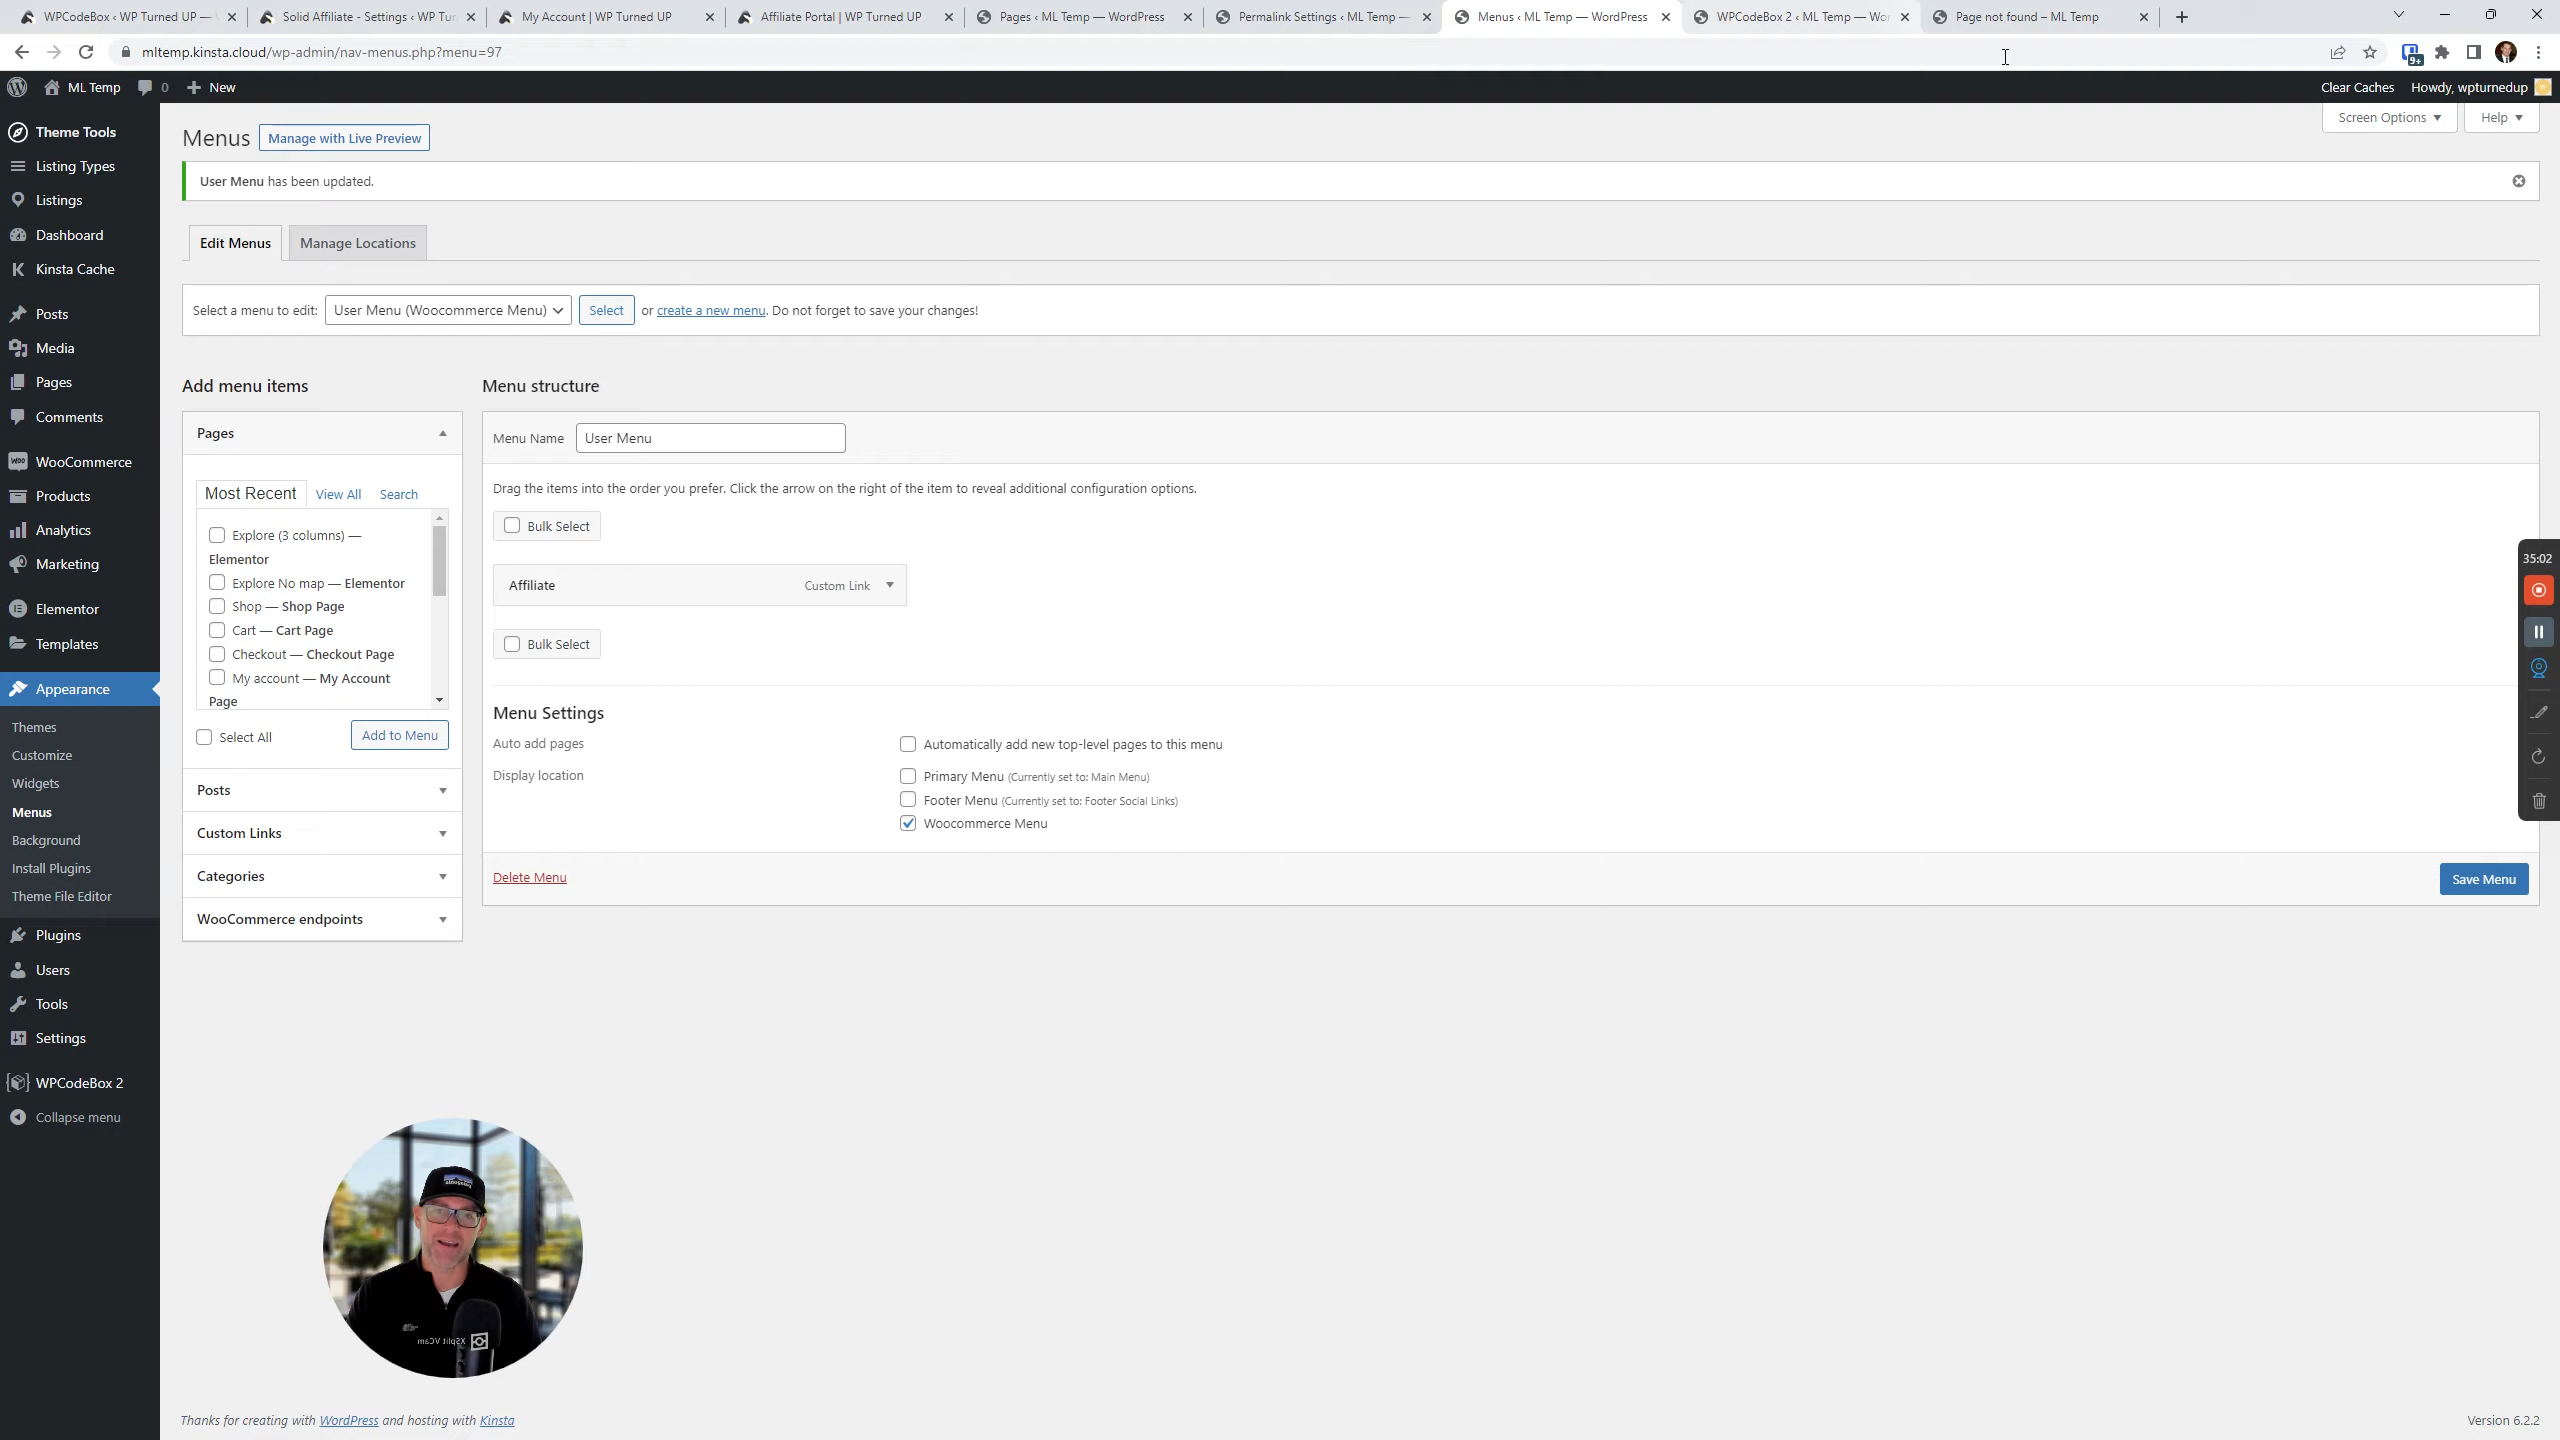 WPCodeBox ‹ WP Turned UP —
Solid Affiliate - Settings ‹ WP Tur
My Account | WP Turned UP
Affiliate Portal | WP Turned UP
Pages ‹ ML Temp — WordPress
Permalink Settings ‹ ML Temp —
Menus ‹ ML Temp — WordPress
WPCodeBox 2 ‹ ML Temp — Wor
Page not found – ML Temp
mltemp.kinsta.cloud/wp-admin/nav-menus.php?menu=97
9+
ML Temp
0
New
Clear Caches
Howdy, wpturnedup
Theme Tools
Listing Types
Listings
Dashboard
Kinsta Cache
Posts
Media
Pages
Comments
WooCommerce
Products
Analytics
Marketing
Elementor
Templates
Appearance
Themes
Customize
Widgets
Menus
Background
Install Plugins
Theme File Editor
Plugins
Users
Tools
Settings
WPCodeBox 2
Collapse menu
Screen Options
Help
Menus
Manage with Live Preview
User Menu has been updated.
Edit Menus
Manage Locations
Select a menu to edit:
User Menu (Woocommerce Menu)
Select
or create a new menu. Do not forget to save your changes!
Add menu items
Pages
Most Recent
View All
Search
Explore (3 columns) —
Elementor
Explore No map — Elementor
Shop — Shop Page
Cart — Cart Page
Checkout — Checkout Page
My account — My Account
Page
Select All
Add to Menu
Posts
Custom Links
Categories
WooCommerce endpoints
Menu structure
Menu Name
User Menu
Drag the items into the order you prefer. Click the arrow on the right of the item to reveal additional configuration options.
Bulk Select
Affiliate
Custom Link
Bulk Select
Menu Settings
Auto add pages
Automatically add new top-level pages to this menu
Display location
Primary Menu (Currently set to: Main Menu)
Footer Menu (Currently set to: Footer Social Links)
Woocommerce Menu
Delete Menu
Save Menu
35:02
XSplit VCam
Thanks for creating with WordPress and hosting with Kinsta
Version 6.2.2